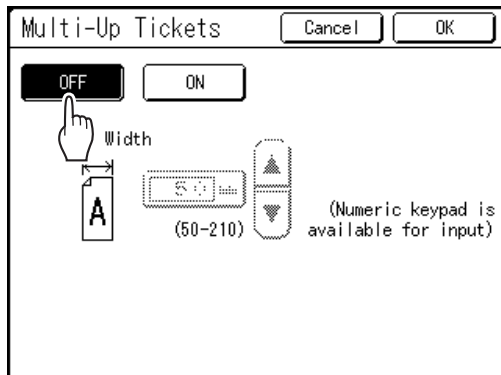 Multi-Up Tickets
Cancel
OK
OFF
ON
Width
A
(50-210)
(Numeric keypad is
available for input)